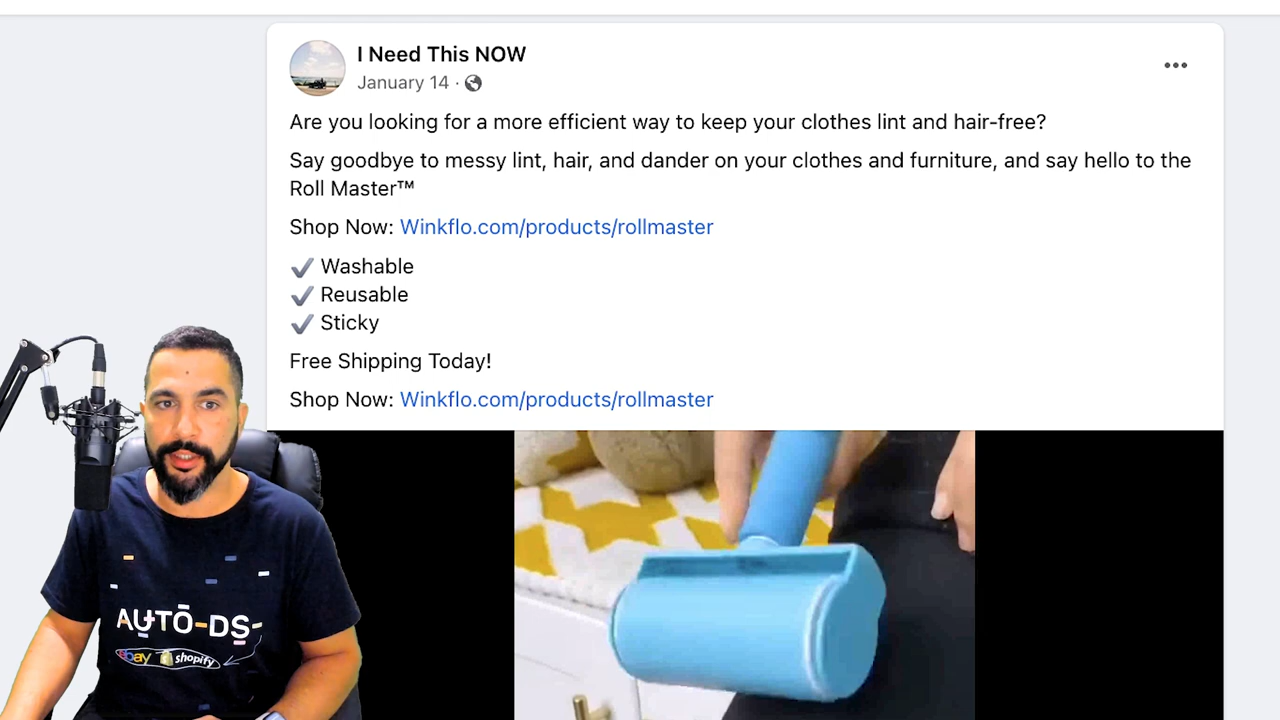 I Need This NOW
January 14 ·
Are you looking for a more efficient way to keep your clothes lint and hair-free?
Say goodbye to messy lint, hair, and dander on your clothes and furniture, and say hello to the
Roll Master™
Shop Now: Winkflo.com/products/rollmaster
✔ Washable
✔ Reusable
✔ Sticky
Free Shipping Today!
Shop Now: Winkflo.com/products/rollmaster
AUTO-DS
ebay shopify